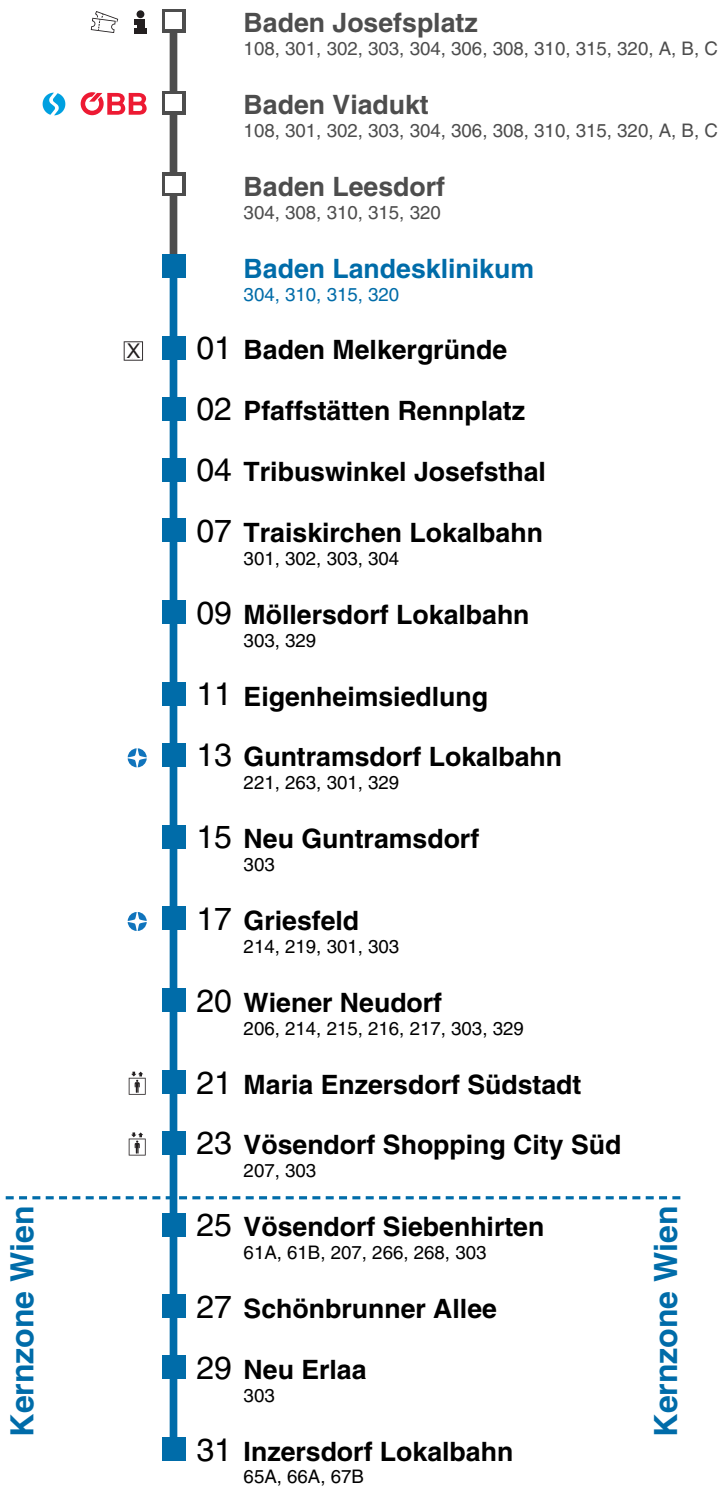 Baden Josefsplatz
108, 301, 302, 303, 304, 306, 308, 310, 315, 320, A, B, C
ÖBB Baden Viadukt
108, 301, 302, 303, 304, 306, 308, 310, 315, 320, A, B, C
Baden Leesdorf
304, 308, 310, 315, 320
Baden Landesklinikum
304, 310, 315, 320
X 01 Baden Melkergründe
02 Pfaffstätten Rennplatz
04 Tribuswinkel Josefsthal
07 Traiskirchen Lokalbahn
301, 302, 303, 304
09 Möllersdorf Lokalbahn
303, 329
11 Eigenheimsiedlung
13 Guntramsdorf Lokalbahn
221, 263, 301, 329
15 Neu Guntramsdorf
303
17 Griesfeld
214, 219, 301, 303
20 Wiener Neudorf
206, 214, 215, 216, 217, 303, 329
21 Maria Enzersdorf Südstadt
23 Vösendorf Shopping City Süd
207, 303
Kernzone Wien
25 Vösendorf Siebenhirten
61A, 61B, 207, 266, 268, 303
27 Schönbrunner Allee
29 Neu Erlaa
303
31 Inzersdorf Lokalbahn
65A, 66A, 67B
Kernzone Wien